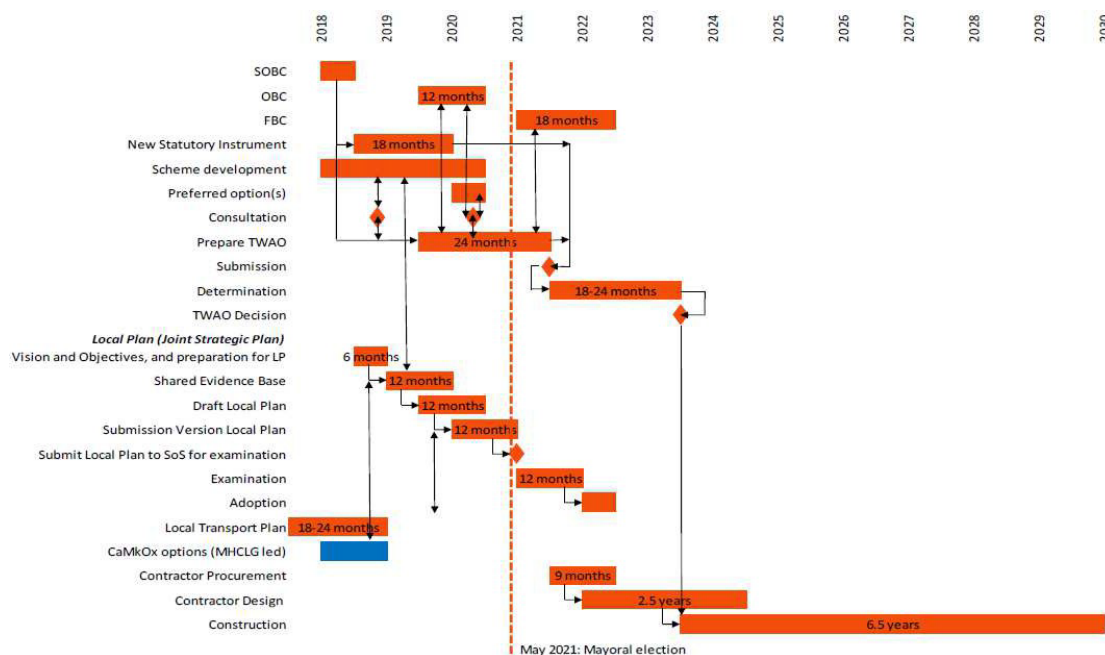 2018 2019 2020 2021 2022 2023 2024 2025 2026 2027 2028 2029 2030
SOBC
OBC 12 months
FBC 18 months
New Statutory Instrument 18 months
Scheme development
Preferred option(s)
Consultation
Prepare TWAO 24 months
Submission
Determination 18-24 months
TWAO Decision
Local Plan (Joint Strategic Plan)
Vision and Objectives, and preparation for LP 6 months
Shared Evidence Base 12 months
Draft Local Plan 12 months
Submission Version Local Plan 12 months
Submit Local Plan to SoS for examination
Examination 12 months
Adoption
Local Transport Plan 18-24 months
CaMkOx options (MHCLG led)
Contractor Procurement 9 months
Contractor Design 2.5 years
Construction 6.5 years
May 2021: Mayoral election